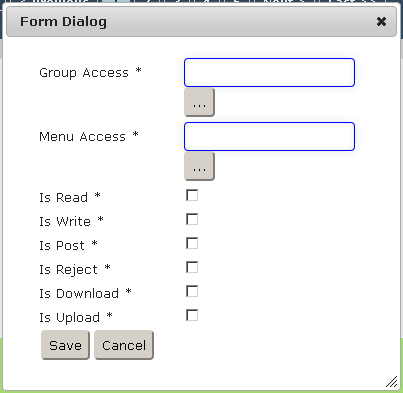 Form Dialog
Group Access *
...
Menu Access *
...
Is Read *
Is Write *
Is Post *
Is Reject *
Is Download *
Is Upload *
Save Cancel